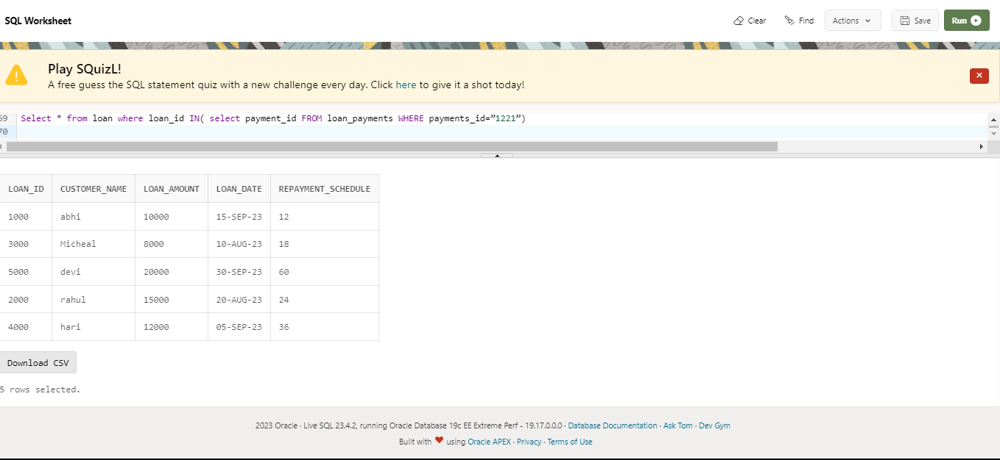 SQL Worksheet
Clear
Find
Actions
Save
Run
Play SQuizL!
A free guess the SQL statement quiz with a new challenge every day. Click here to give it a shot today!
69 Select * from loan where loan_id IN( select payment_id FROM loan_payments WHERE payments_id=”1221”)
70
LOAN_ID CUSTOMER_NAME LOAN_AMOUNT LOAN_DATE REPAYMENT_SCHEDULE
1000 abhi 10000 15-SEP-23 12
3000 Micheal 8000 10-AUG-23 18
5000 devi 20000 30-SEP-23 60
2000 rahul 15000 20-AUG-23 24
4000 hari 12000 05-SEP-23 36
Download CSV
5 rows selected.
2023 Oracle · Live SQL 23.4.2, running Oracle Database 19c EE Extreme Perf - 19.17.0.0.0 · Database Documentation · Ask Tom · Dev Gym
Built with ❤ using Oracle APEX · Privacy · Terms of Use